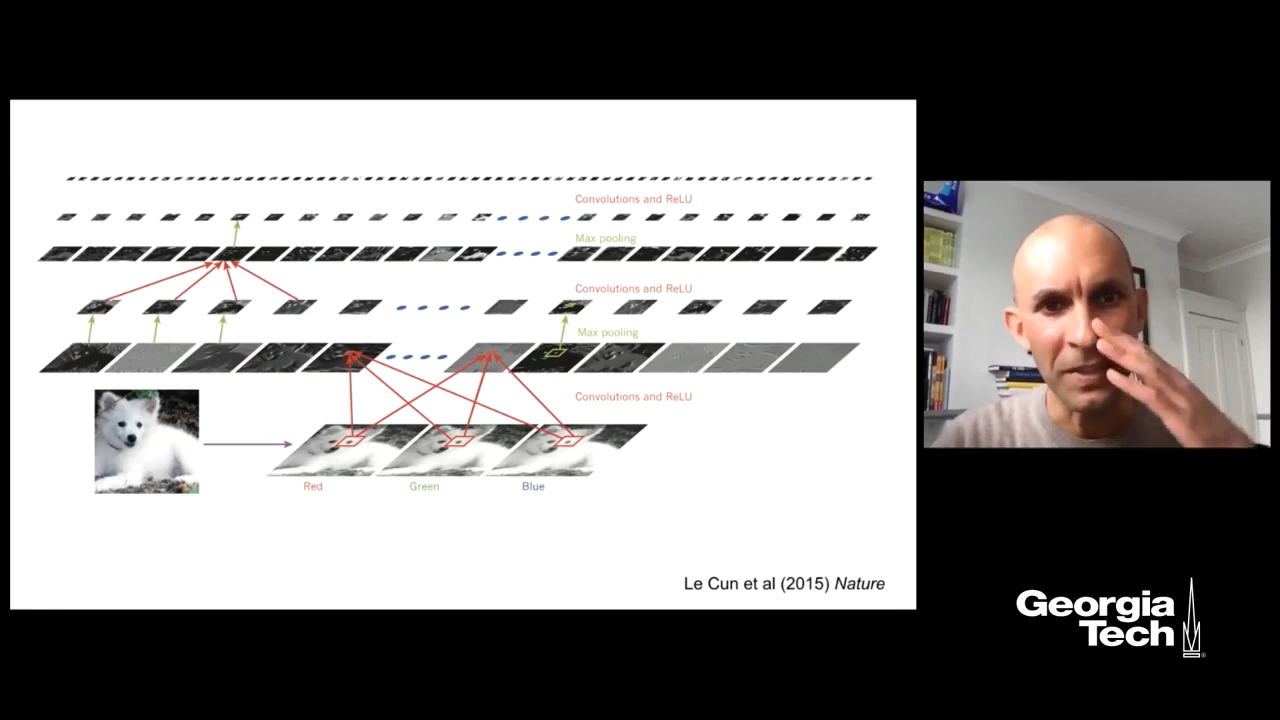 Convolutions and ReLU
Max pooling
Convolutions and ReLU
Max pooling
Convolutions and ReLU
Red
Green
Blue
Le Cun et al (2015) Nature
Georgia
Tech
®